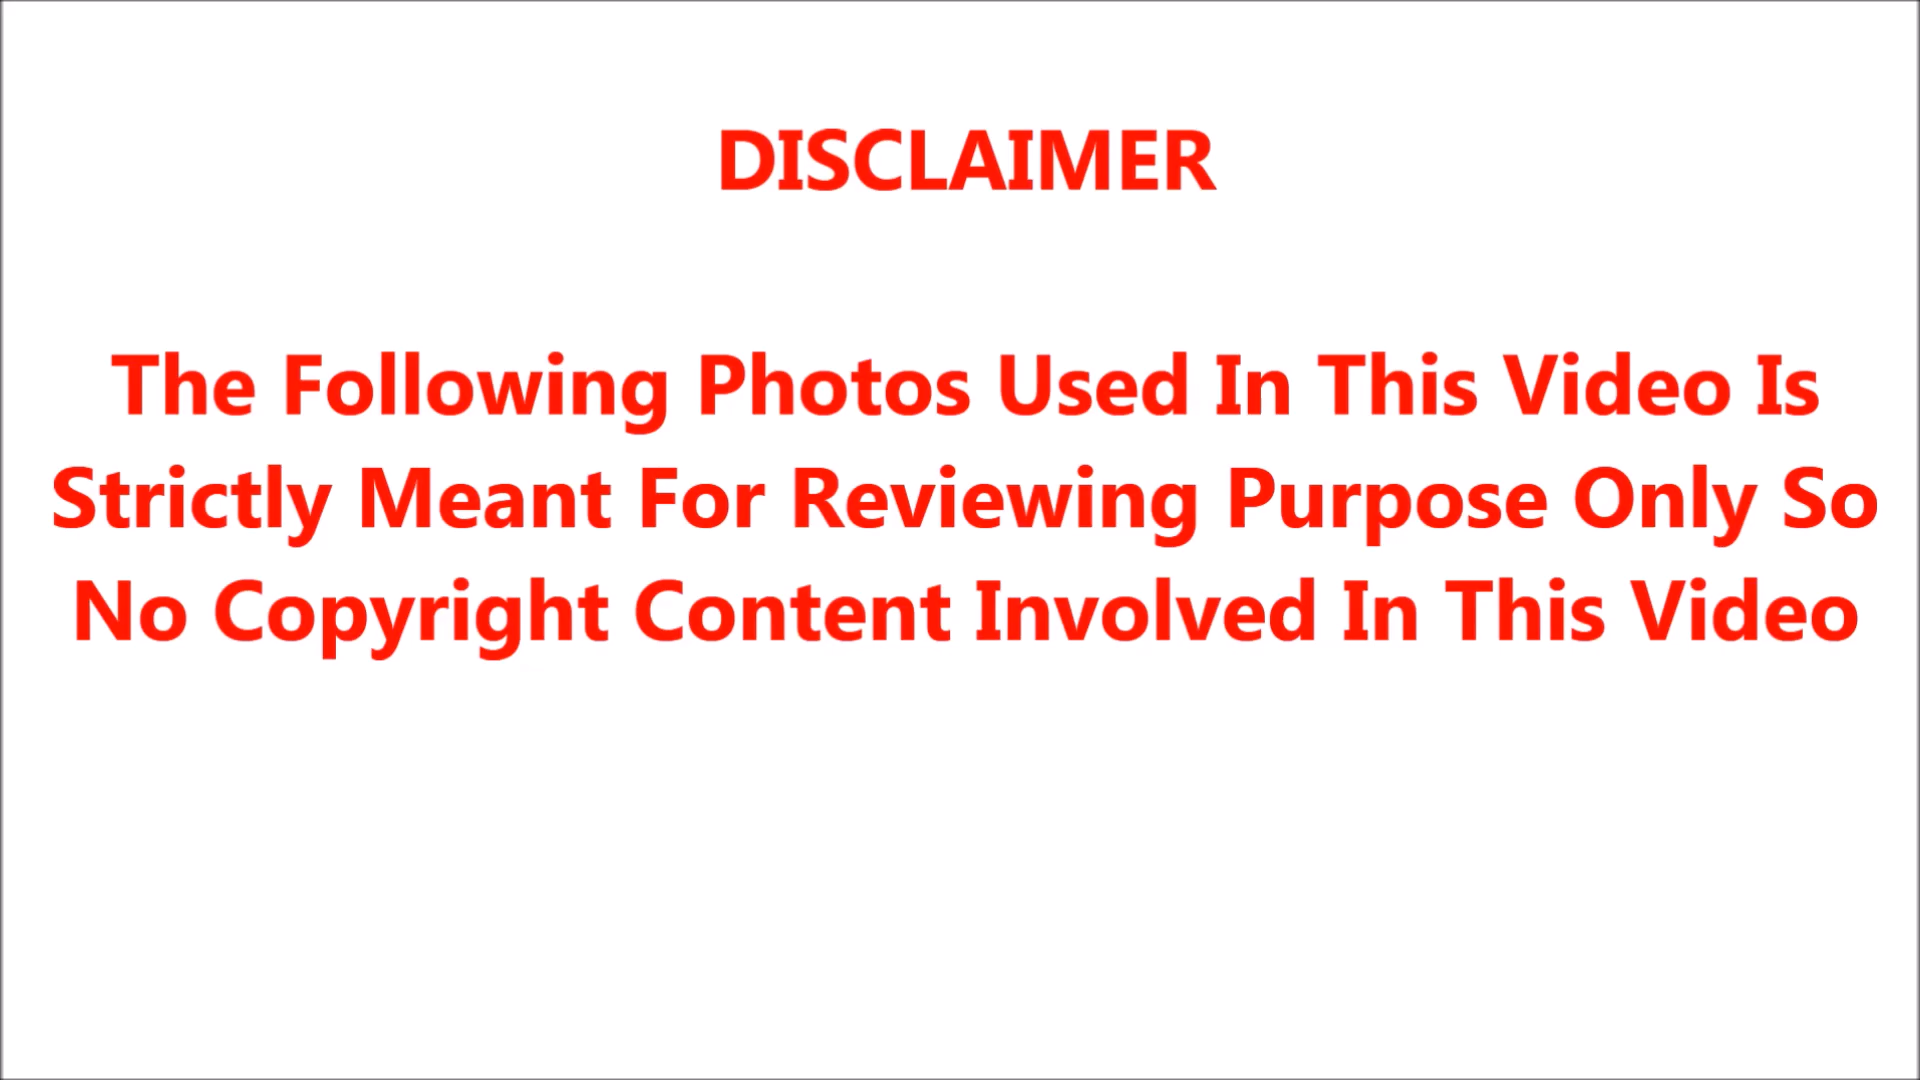 DISCLAIMER
The Following Photos Used In This Video Is
Strictly Meant For Reviewing Purpose Only So
No Copyright Content Involved In This Video